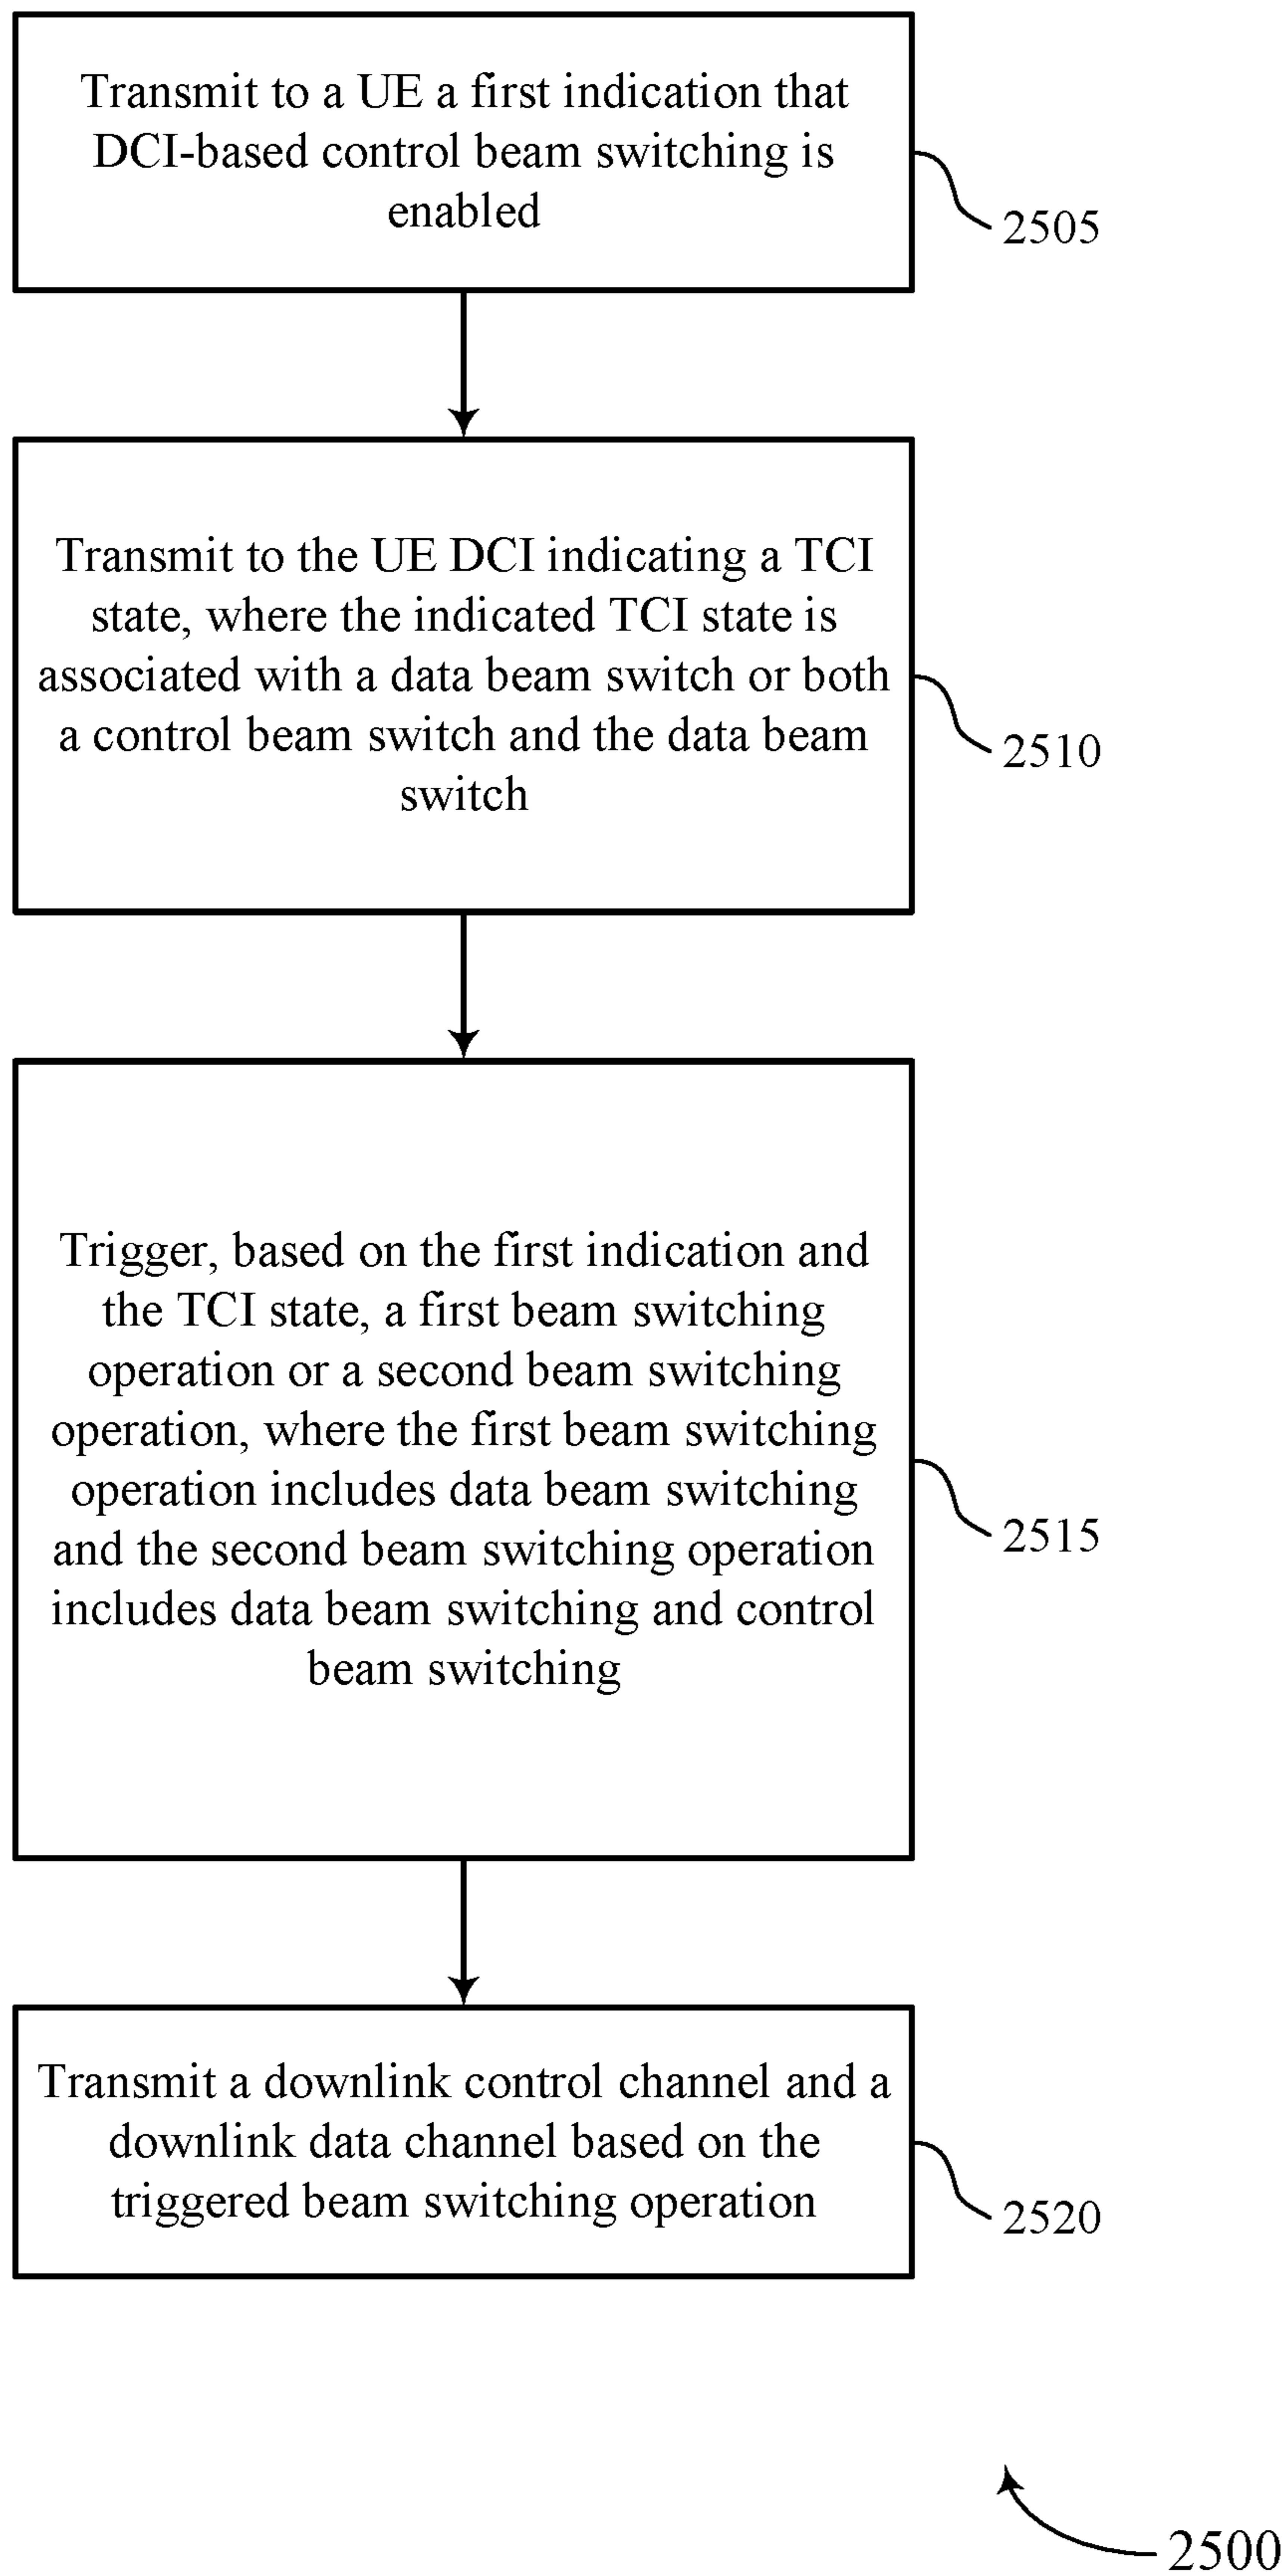 Transmit to a UE a first indication that
DCI-based control beam switching is
enabled
2505
Transmit to the UE DCI indicating a TCI
state, where the indicated TCI state is
associated with a data beam switch or both
a control beam switch and the data beam
switch
2510
Trigger, based on the first indication and
the TCI state, a first beam switching
operation or a second beam switching
operation, where the first beam switching
operation includes data beam switching
and the second beam switching operation
includes data beam switching and control
beam switching
2515
Transmit a downlink control channel and a
downlink data channel based on the
triggered beam switching operation
2520
2500